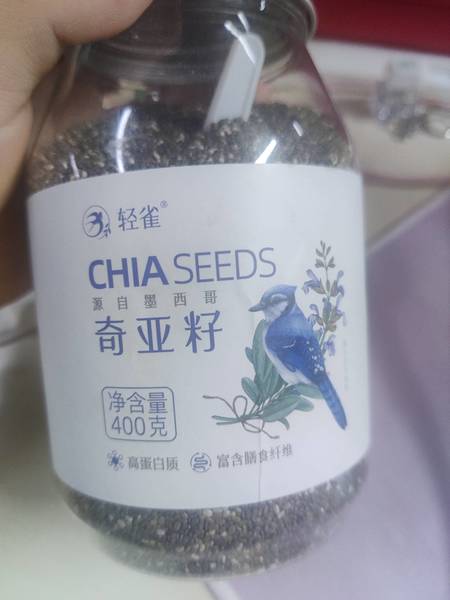 轻雀®
CHIA SEEDS
源自墨西哥
奇亚籽
净含量
400克
高蛋白质 富含膳食纤维